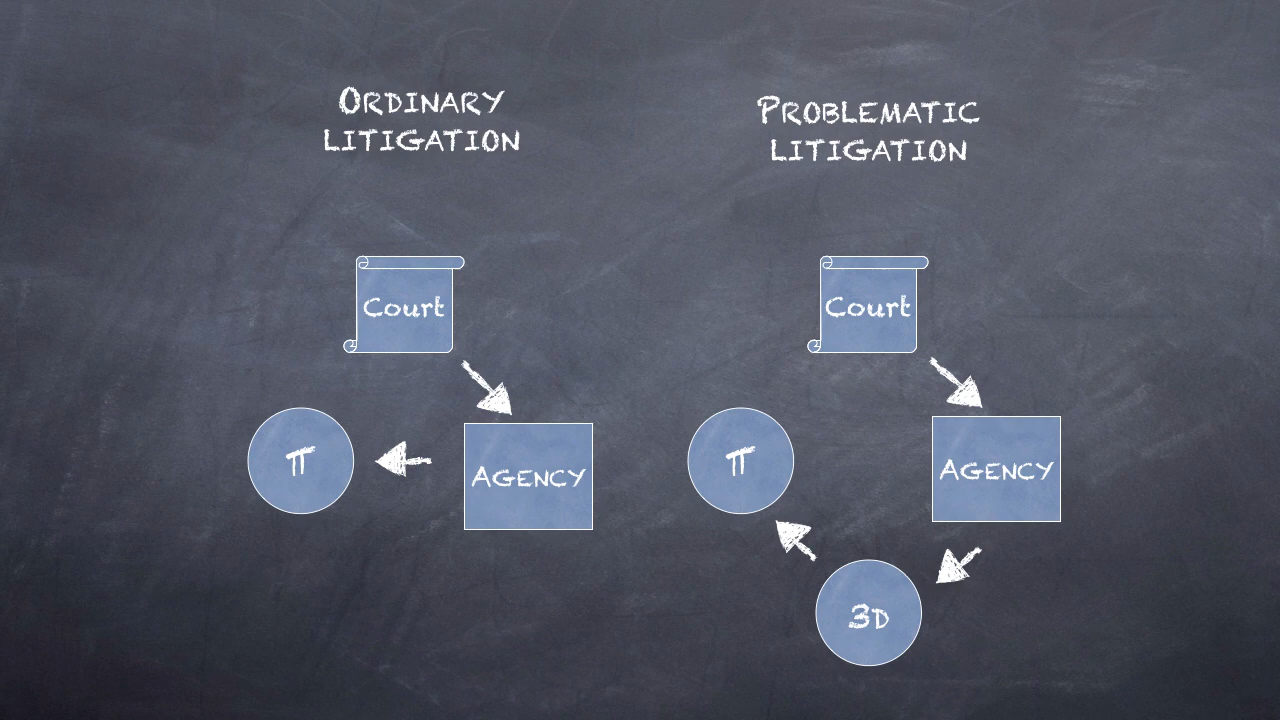 Ordinary
litigation
Court
π
Agency
Problematic
litigation
Court
π
Agency
3d